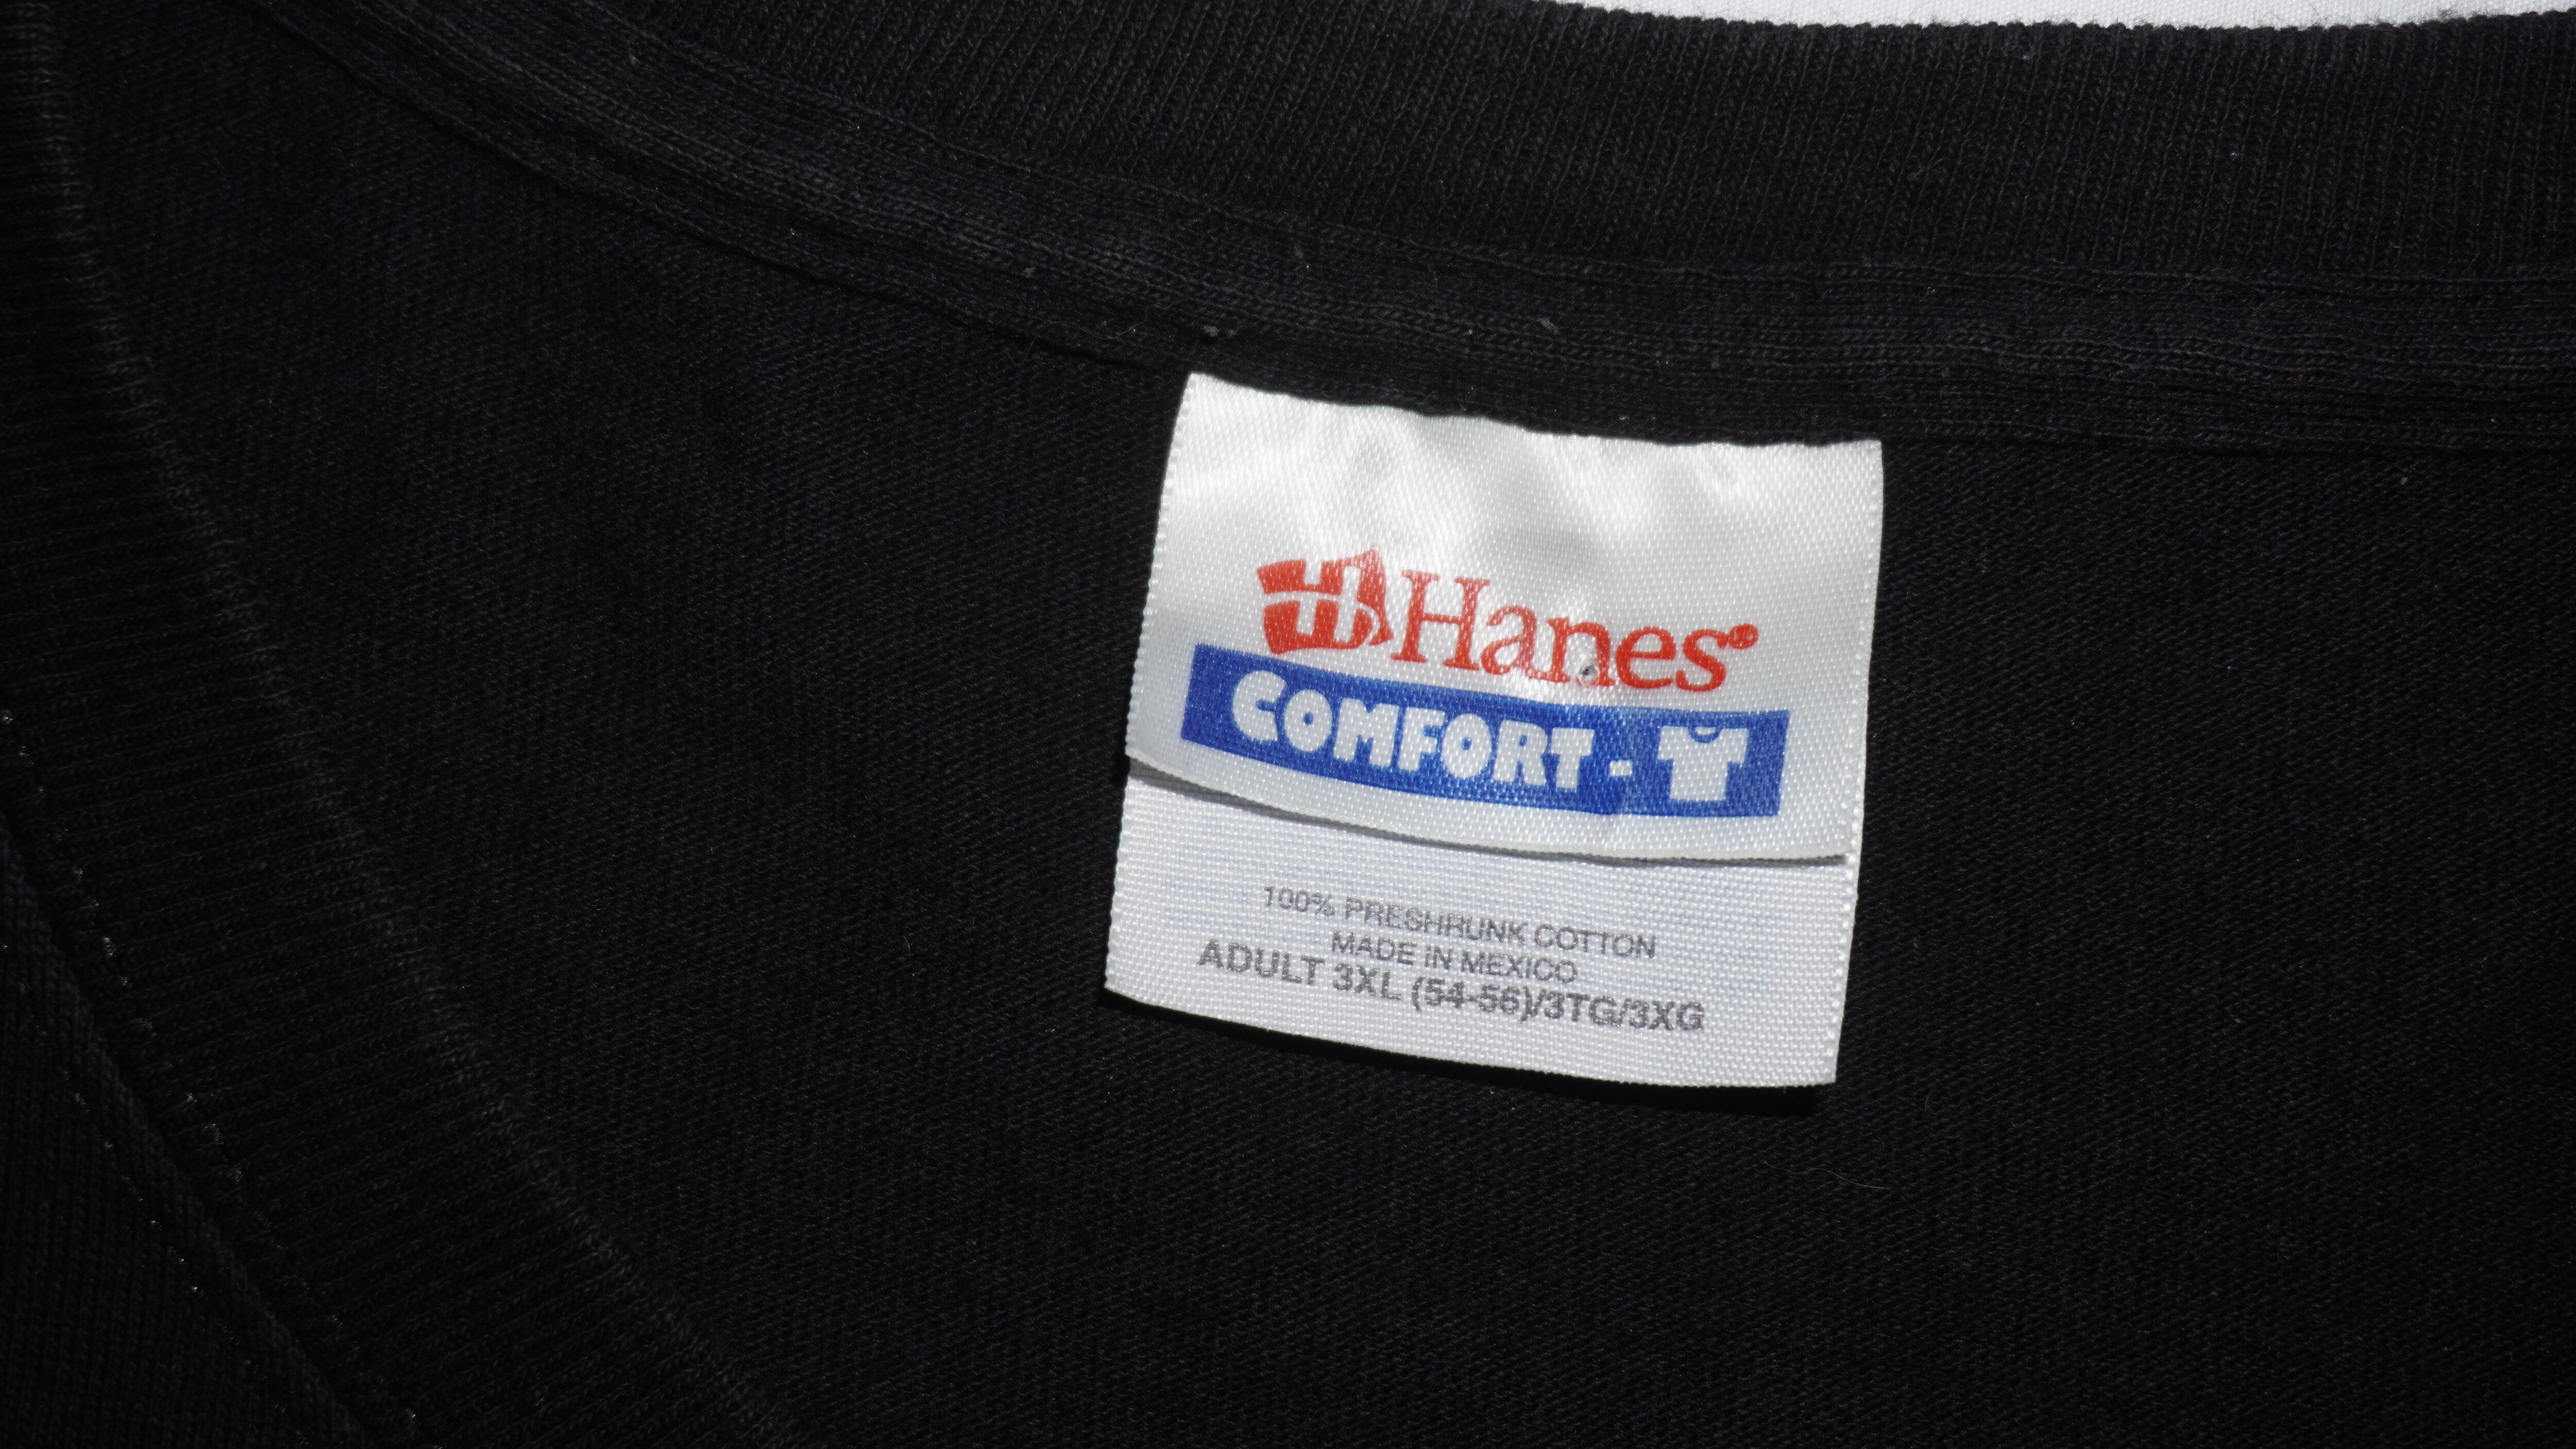 Hanes®
COMFORT-
100% PRESHRUNK COTTON
MADE IN MEXICO
ADULT 3XL (54-56)/3TG/3XG